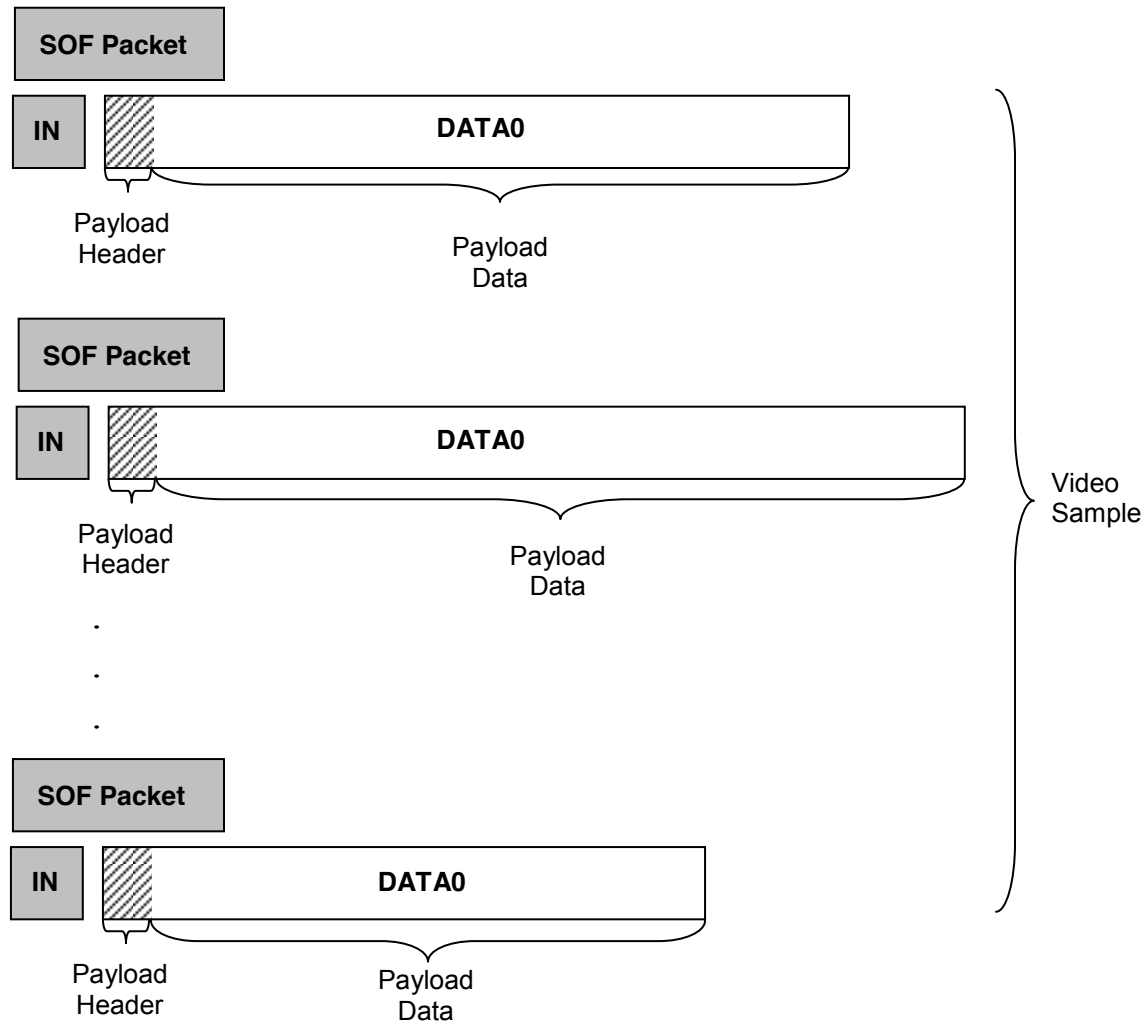 SOF Packet
IN
DATA0
Payload
Header
Payload
Data
SOF Packet
IN
DATA0
Payload
Header
Payload
Data
Video
Sample
.
.
.
SOF Packet
IN
DATA0
Payload
Header
Payload
Data